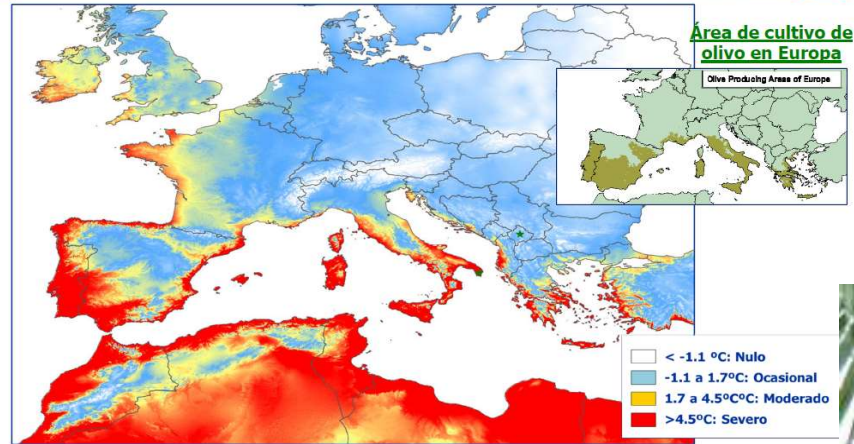 Área de cultivo de
olivo en Europa
Olive Producing Areas of Europe
< -1.1 ºC: Nulo
-1.1 a 1.7ºC: Ocasional
1.7 a 4.5ºCºC: Moderado
>4.5ºC: Severo